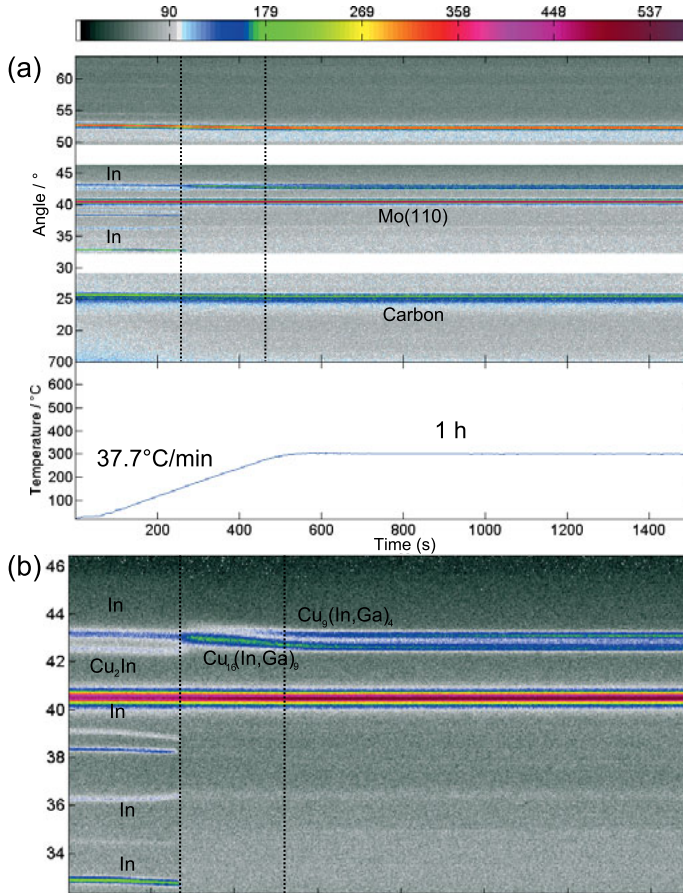 90 179 269 358 448 537
(a)
60
50
45
In
Angle / °
40
Mo(110)
35
In
30
25
Carbon
20
700
600
500
400
300
200
100
Temperature / °C
1 h
37.7°C/min
200 400 600 800 1000 1200 1400
Time (s)
(b)
46
44
In
Cu9(In,Ga)4
42
Cu16(In,Ga)9
Cu2In
40
In
38
36
In
34
In